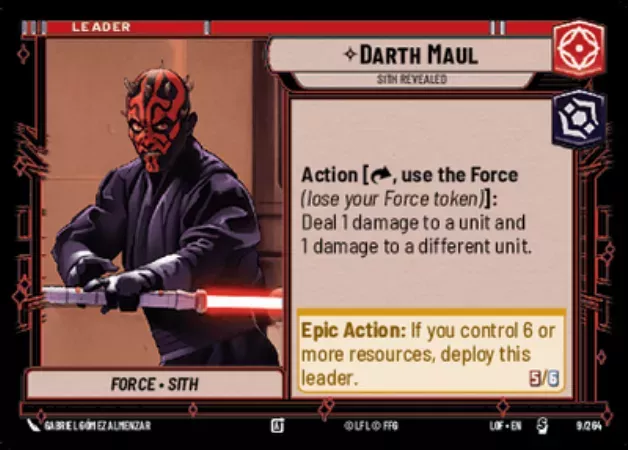 LEADER
DARTH MAUL
SITH REVEALED
Action [, use the Force
(lose your Force token)]:
Deal 1 damage to a unit and
1 damage to a different unit.
Epic Action: If you control 6 or
more resources, deploy this
leader.
5/6
FORCE • SITH
GABRIEL GÓMEZ ALMENZAR
©LFL © FFG
LOF • EN
9/264